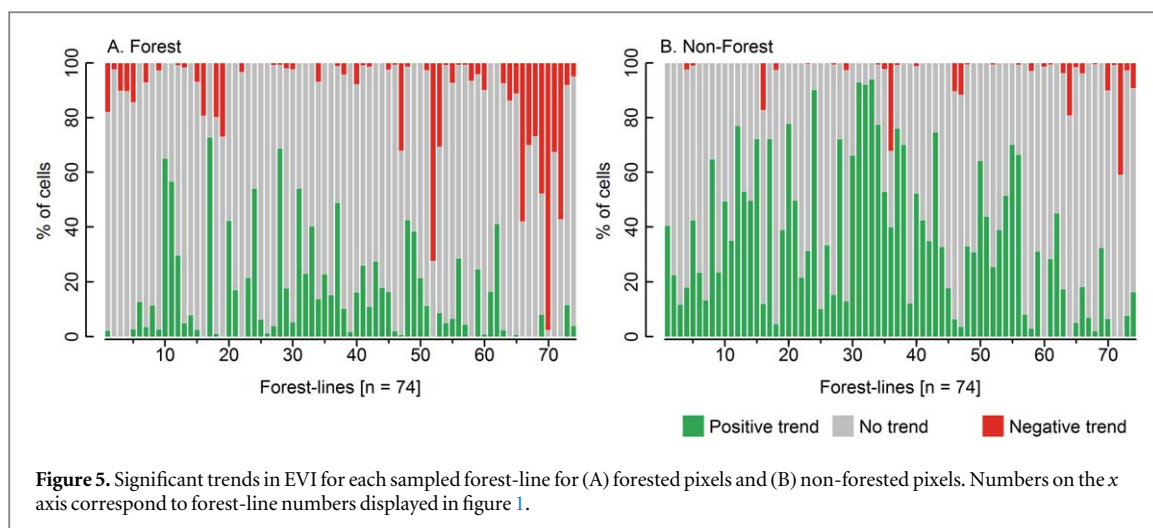 A. Forest
B. Non-Forest
% of cells
100
80
60
40
20
0
10
20
30
40
50
60
70
Forest-lines [n = 74]
% of cells
100
80
60
40
20
0
10
20
30
40
50
60
70
Forest-lines [n = 74]
Positive trend
No trend
Negative trend
Figure 5. Significant trends in EVI for each sampled forest-line for (A) forested pixels and (B) non-forested pixels. Numbers on the x
axis correspond to forest-line numbers displayed in figure 1.